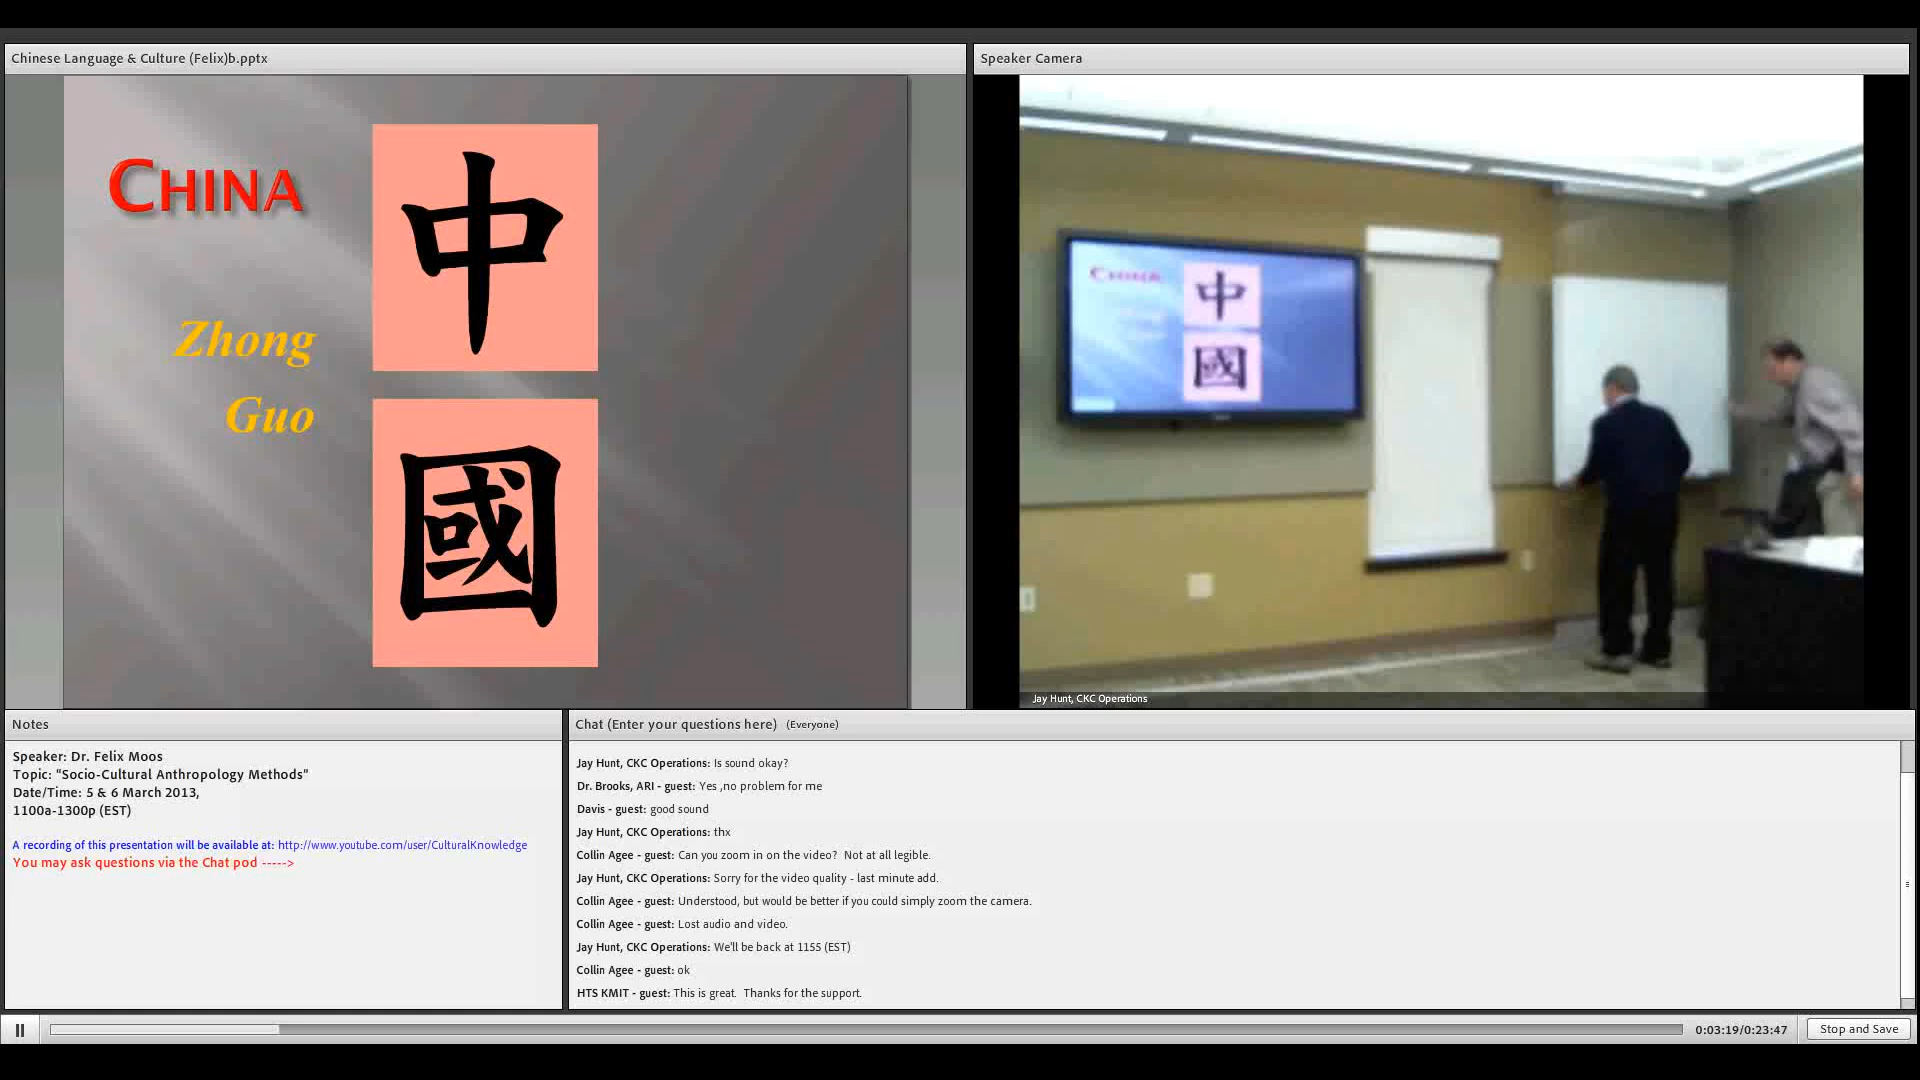 Chinese Language & Culture (Felix)b.pptx
CHINA
Zhong
Guo
中
國
Speaker Camera
CHINA
中
國
Jay Hunt, CKC Operations
Notes
Speaker: Dr. Felix Moos
Topic: "Socio-Cultural Anthropology Methods"
Date/Time: 5 & 6 March 2013,
1100a-1300p (EST)
A recording of this presentation will be available at: http://www.youtube.com/user/CulturalKnowledge
You may ask questions via the Chat pod ----->
Chat (Enter your questions here) (Everyone)
Jay Hunt, CKC Operations: Is sound okay?
Dr. Brooks, ARI - guest: Yes ,no problem for me
Davis - guest: good sound
Jay Hunt, CKC Operations: thx
Collin Agee - guest: Can you zoom in on the video?  Not at all legible.
Jay Hunt, CKC Operations: Sorry for the video quality - last minute add.
Collin Agee - guest: Understood, but would be better if you could simply zoom the camera.
Collin Agee - guest: Lost audio and video.
Jay Hunt, CKC Operations: We'll be back at 1155 (EST)
Collin Agee - guest: ok
HTS KMIT - guest: This is great.  Thanks for the support.
0:03:19/0:23:47
Stop and Save